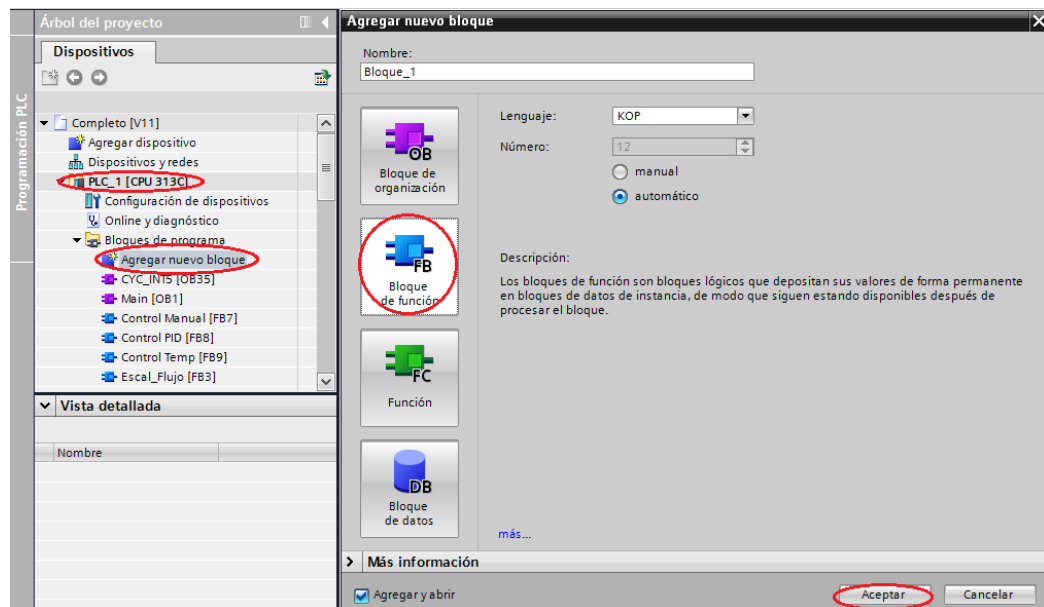 Árbol del proyecto
Dispositivos
Programación PLC
Completo [V11]
Agregar dispositivo
Dispositivos y redes
PLC_1 [CPU 313C]
Configuración de dispositivos
Online y diagnóstico
Bloques de programa
Agregar nuevo bloque
CYC_INT5 [OB35]
Main [OB1]
Control Manual [FB7]
Control PID [FB8]
Control Temp [FB9]
Escal_Flujo [FB3]
Vista detallada
Nombre
Agregar nuevo bloque
Nombre:
Bloque_1
OB
Bloque de
organización
FB
Bloque
de función
FC
Función
DB
Bloque
de datos
Lenguaje:
KOP
Número:
12
manual
automático
Descripción:
Los bloques de función son bloques lógicos que depositan sus valores de forma permanente
en bloques de datos de instancia, de modo que siguen estando disponibles después de
procesar el bloque.
más...
Más información
Agregar y abrir
Aceptar
Cancelar